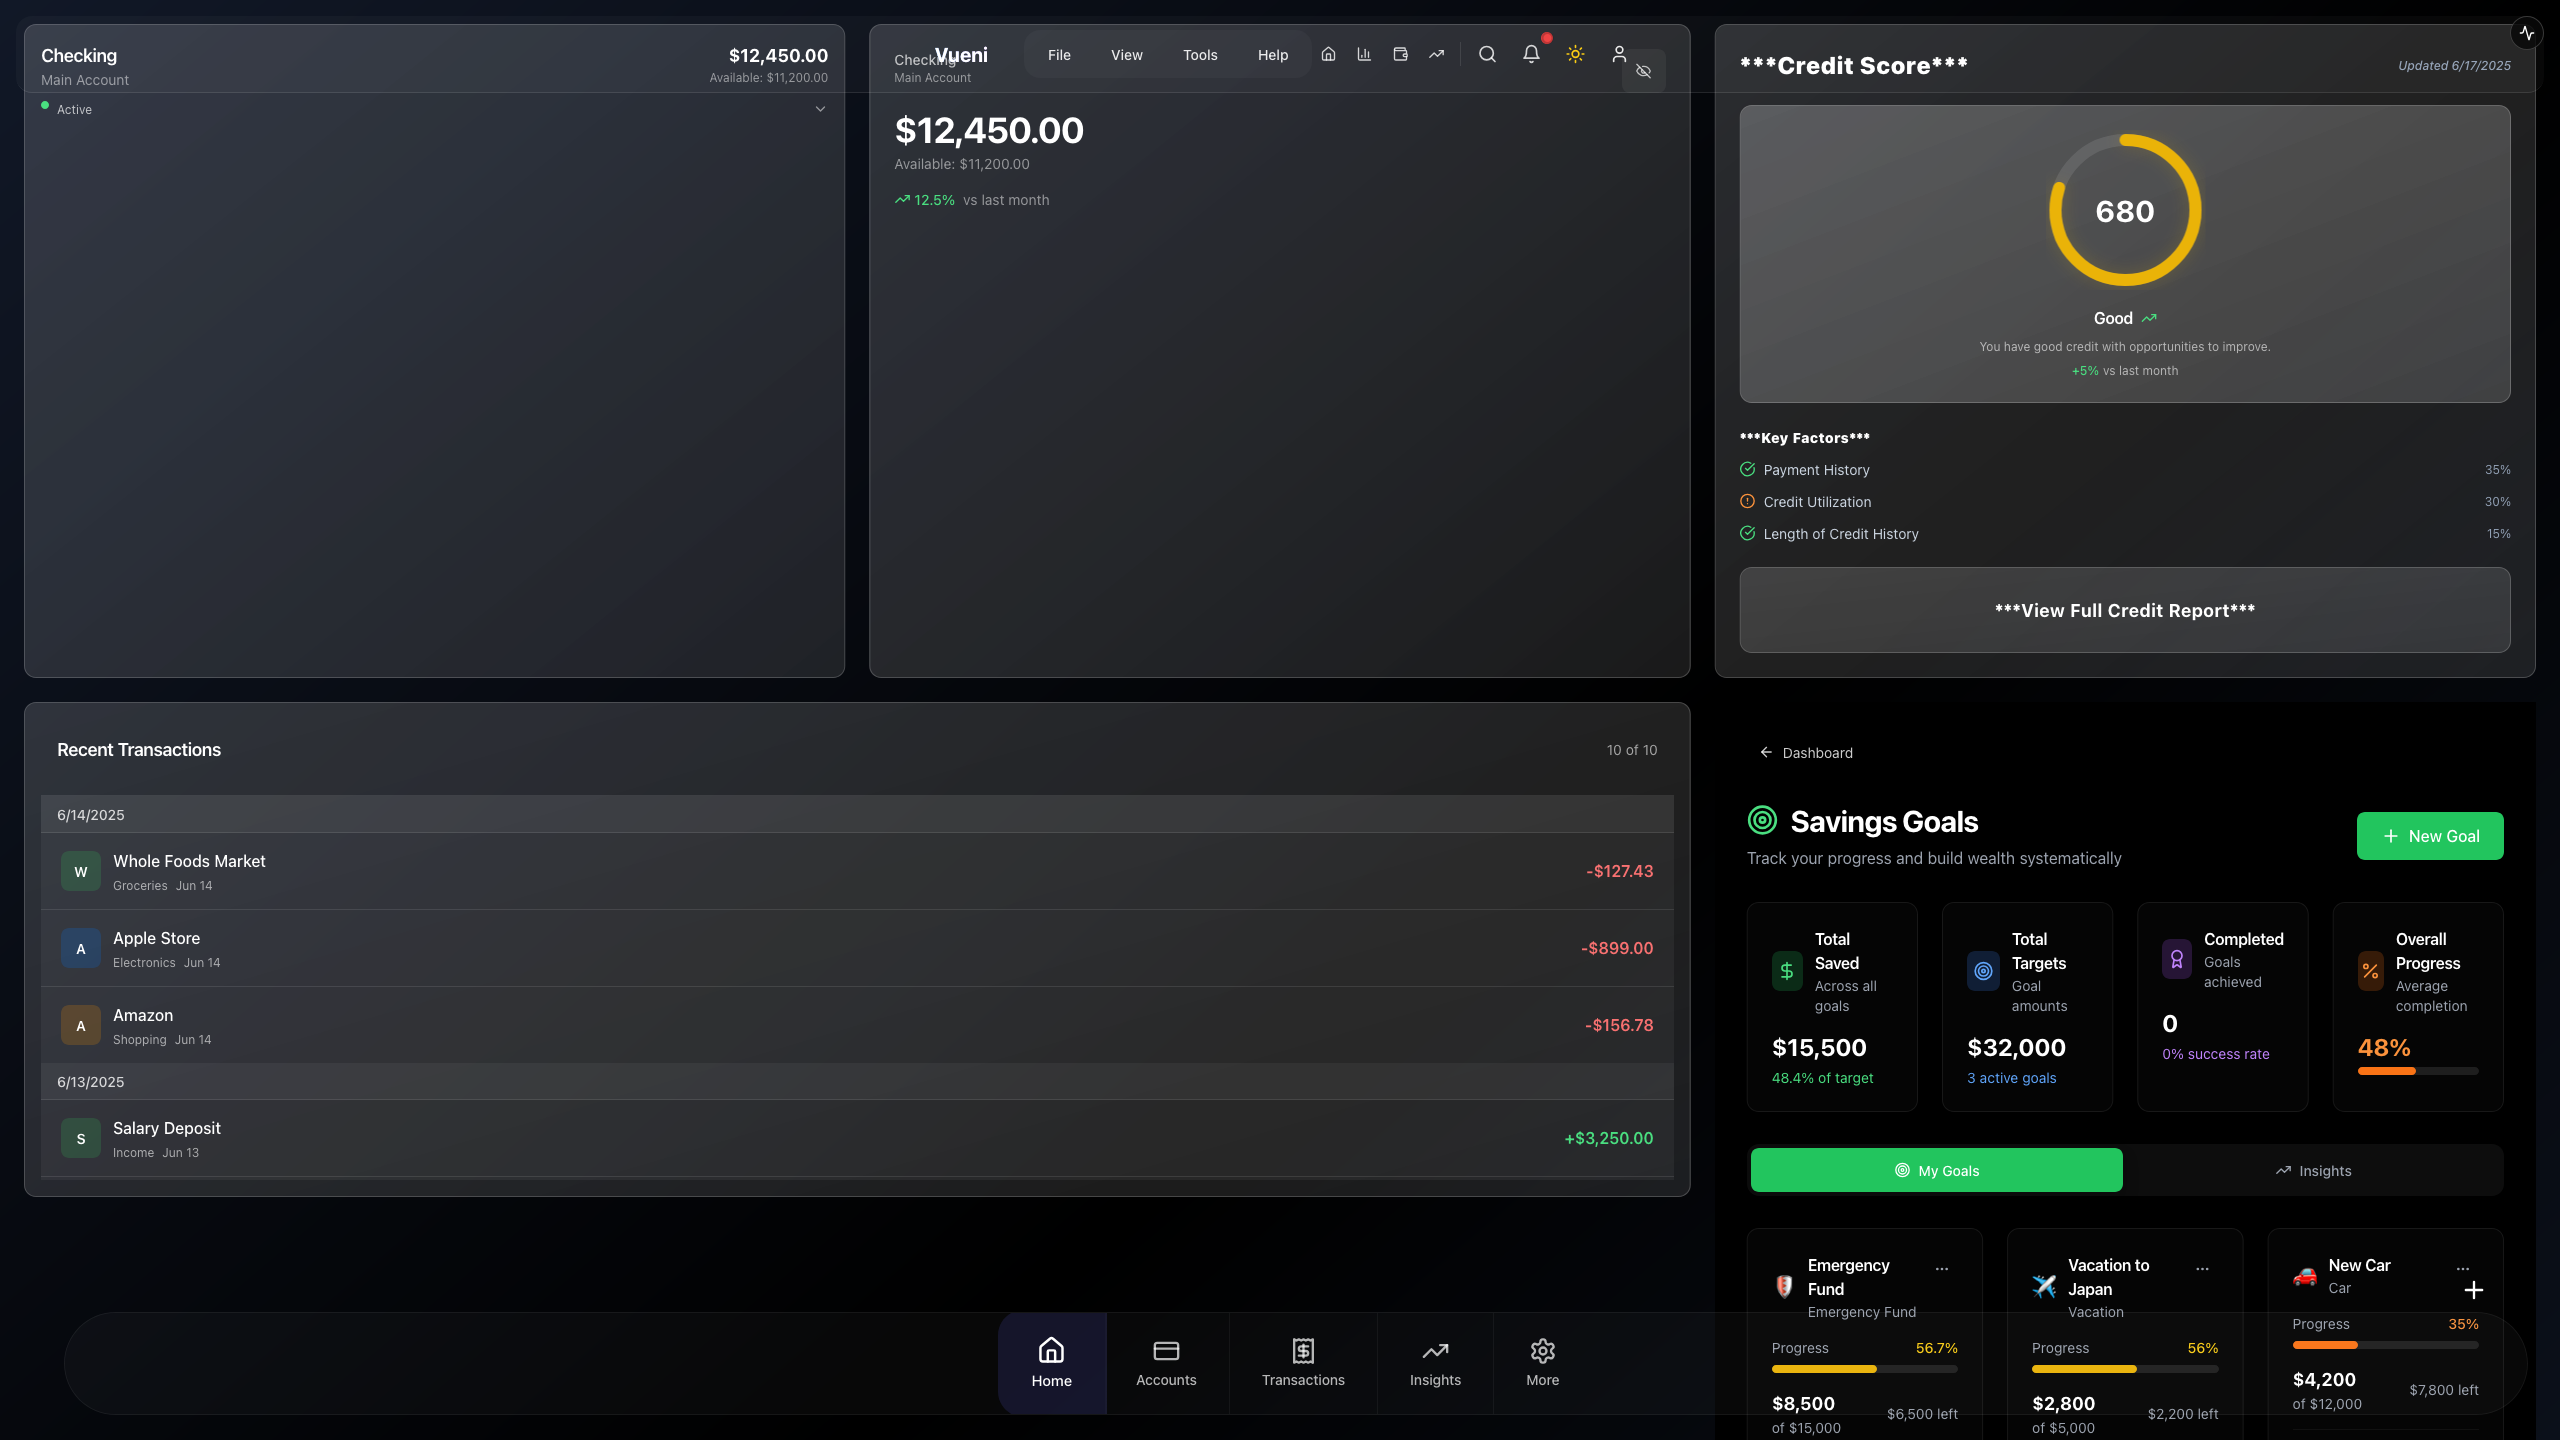 Vueni
File
View
Tools
Help
Checking
Main Account
$12,450.00
Available: $11,200.00
Active
Checking
Main Account
$12,450.00
Available: $11,200.00
12.5% vs last month
***Credit Score***
Updated 6/17/2025
680
Good
You have good credit with opportunities to improve.
+5% vs last month
***Key Factors***
Payment History 35%
Credit Utilization 30%
Length of Credit History 15%
***View Full Credit Report***
Recent Transactions
10 of 10
6/14/2025
W
Whole Foods Market
Groceries Jun 14
-$127.43
A
Apple Store
Electronics Jun 14
-$899.00
A
Amazon
Shopping Jun 14
-$156.78
6/13/2025
S
Salary Deposit
Income Jun 13
+$3,250.00
Dashboard
Savings Goals
Track your progress and build wealth systematically
New Goal
Total
Saved
Across all
goals
$15,500
48.4% of target
Total
Targets
Goal
amounts
$32,000
3 active goals
Completed
Goals
achieved
0
0% success rate
Overall
Progress
Average
completion
48%
My Goals
Insights
Emergency
Fund
Emergency Fund
...
Progress 56.7%
$8,500
of $15,000
$6,500 left
Vacation to
Japan
Vacation
...
Progress 56%
$2,800
of $5,000
$2,200 left
New Car
Car
...
Progress 35%
$4,200
of $12,000
$7,800 left
Home
Accounts
Transactions
Insights
More